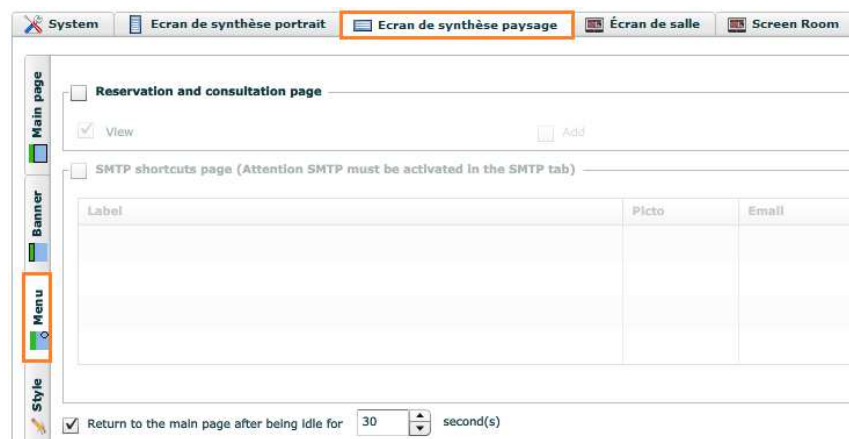 System Ecran de synthèse portrait Ecran de synthèse paysage Écran de salle Screen Room
Main page
Reservation and consultation page
View Add
SMTP shortcuts page (Attention SMTP must be activated in the SMTP tab)
Banner
Label Picto Email
Menu
Style
Return to the main page after being idle for 30 second(s)